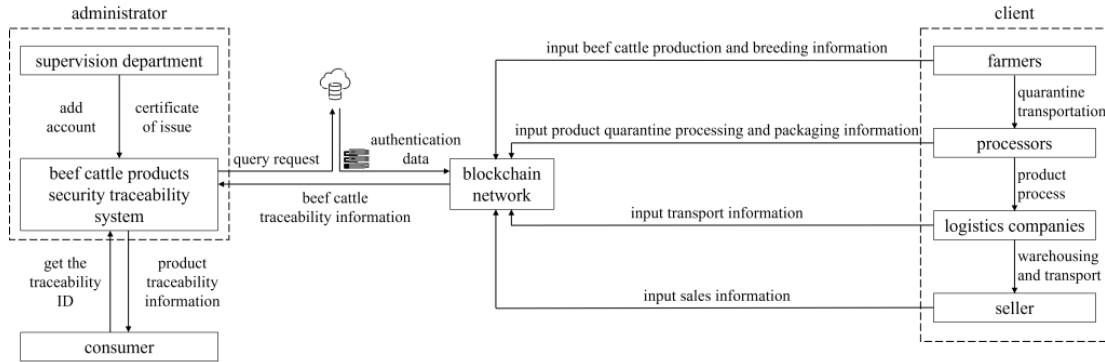 administrator
supervision department
add
account
certificate
of issue
beef cattle products
security traceability
system
get the
traceability
ID
product
traceability
information
consumer
query request
authentication
data
beef cattle
traceability information
blockchain
network
input beef cattle production and breeding information
input product quarantine processing and packaging information
input transport information
input sales information
client
farmers
quarantine
transportation
processors
product
process
logistics companies
warehousing
and transport
seller